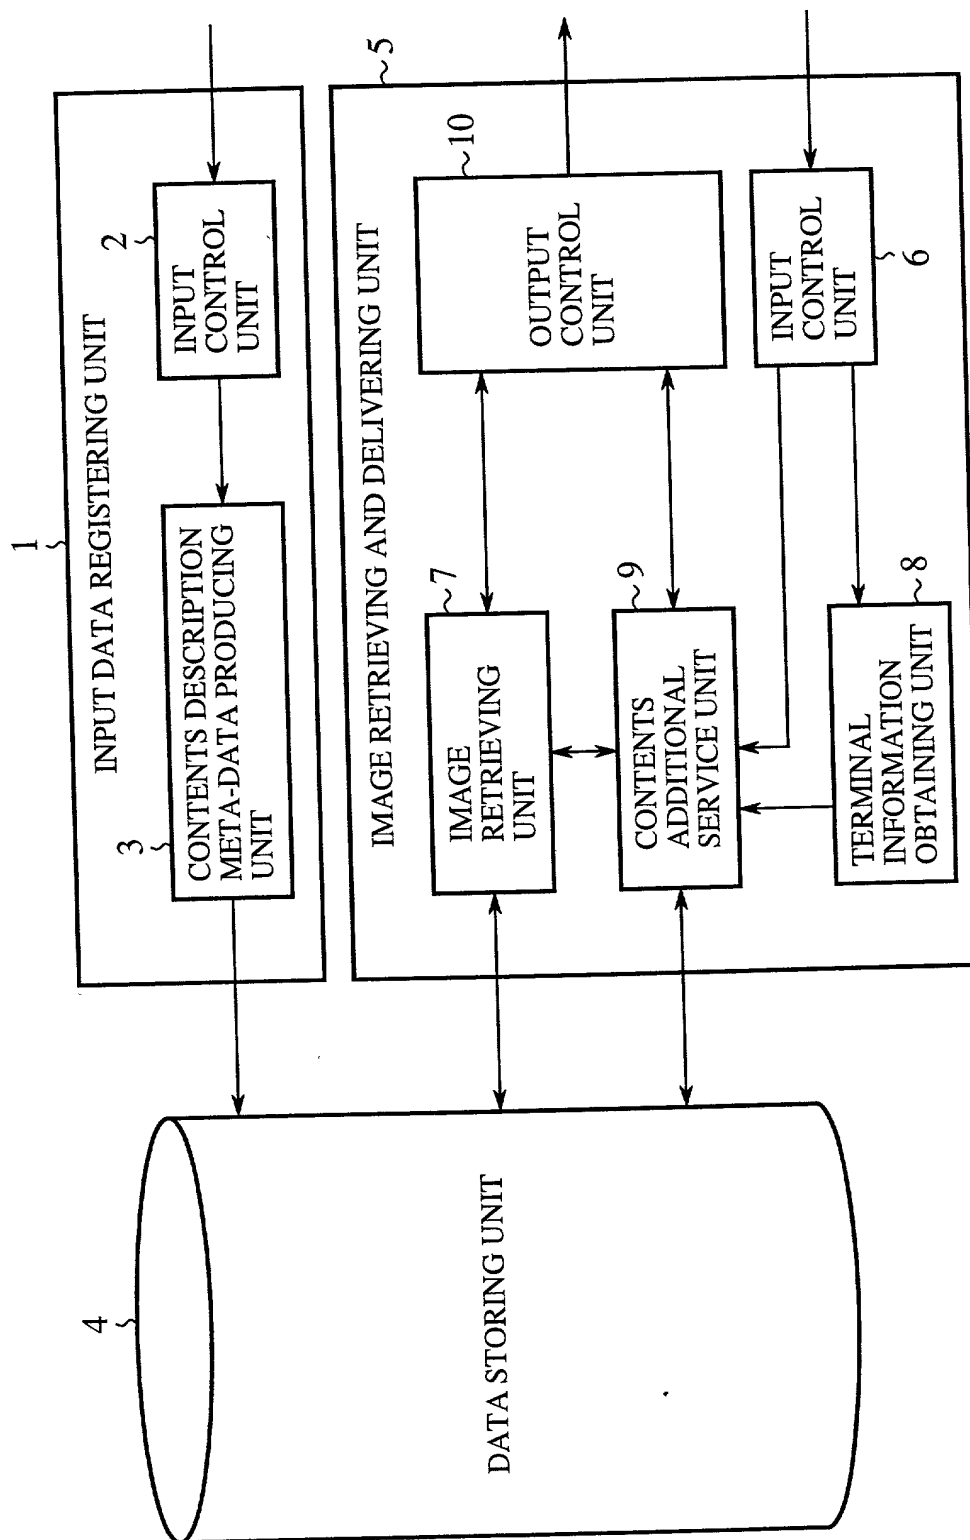 1
INPUT DATA REGISTERING UNIT
2
INPUT
CONTROL
UNIT
3
CONTENTS DESCRIPTION
META-DATA PRODUCING
UNIT
4
DATA STORING UNIT
5
IMAGE RETRIEVING AND DELIVERING UNIT
7
IMAGE
RETRIEVING
UNIT
10
OUTPUT
CONTROL
UNIT
9
CONTENTS
ADDITIONAL
SERVICE UNIT
INPUT
CONTROL
UNIT
6
8
TERMINAL
INFORMATION
OBTAINING UNIT